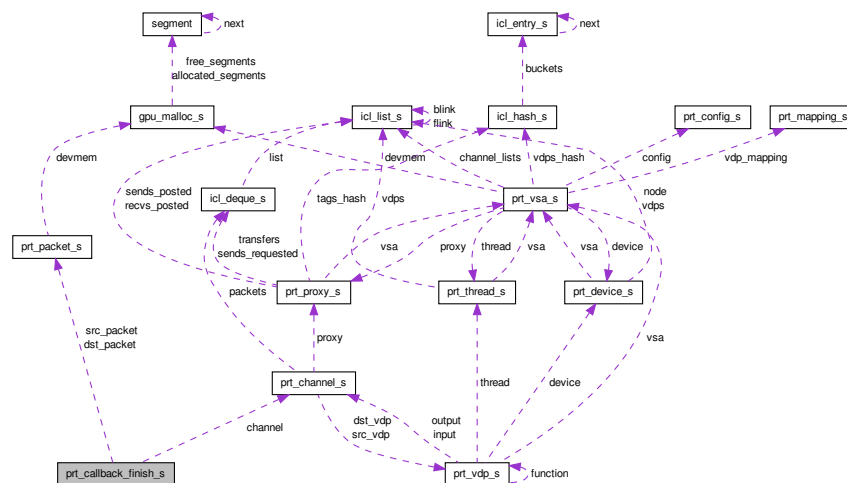 segment
next
icl_entry_s
next
free_segments
allocated_segments
buckets
gpu_malloc_s
icl_list_s
blink
flink
icl_hash_s
prt_config_s
prt_mapping_s
devmem
list
devmem
channel_lists
vdps_hash
config
vdp_mapping
sends_posted
recvs_posted
icl_deque_s
tags_hash
vdps
prt_vsa_s
node
vdps
prt_packet_s
transfers
sends_requested
vsa
proxy
thread
vsa
vsa
device
packets
prt_proxy_s
prt_thread_s
prt_device_s
src_packet
dst_packet
proxy
vsa
prt_channel_s
thread
device
channel
dst_vdp
src_vdp
output
input
prt_callback_finish_s
prt_vdp_s
function